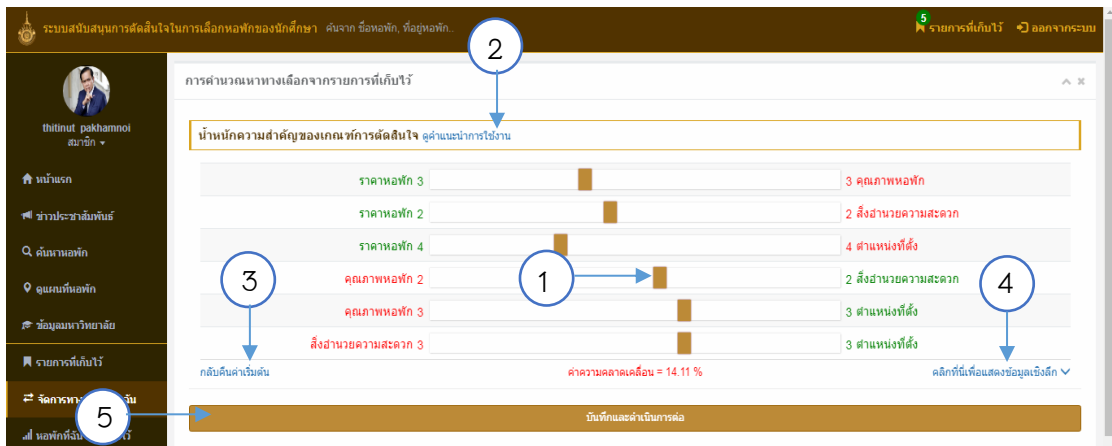 ระบบสนับสนุนการตัดสินใจในการเลือกหอพักของนักศึกษา ค้นจาก ชื่อหอพัก, ที่อยู่หอพัก.. 5 รายการที่เก็บไว้ ออกจากระบบ
2
การคำนวณหาทางเลือกจากรายการที่เก็บไว้
thitinut pakhamnoi
สมาชิก
น้ำหนักความสำคัญของเกณฑ์การตัดสินใจ ดูคำแนะนำการใช้งาน
หน้าแรก
ข่าวประชาสัมพันธ์
ค้นหาหอพัก
ดูแผนที่หอพัก
ข้อมูลมหาวิทยาลัย
รายการที่เก็บไว้
จัดการทาง ฉัน
หอพักที่ฉัน ไว้
ราคาหอพัก 3 3 คุณภาพหอพัก
ราคาหอพัก 2 2 สิ่งอำนวยความสะดวก
ราคาหอพัก 4 4 ตำแหน่งที่ตั้ง
คุณภาพหอพัก 2 2 สิ่งอำนวยความสะดวก
คุณภาพหอพัก 3 3 ตำแหน่งที่ตั้ง
สิ่งอำนวยความสะดวก 3 3 ตำแหน่งที่ตั้ง
3 1 4
กลับคืนค่าเริ่มต้น ค่าความคลาดเคลื่อน = 14.11 % คลิกที่นี่เพื่อแสดงข้อมูลเชิงลึก
5
บันทึกและดำเนินการต่อ